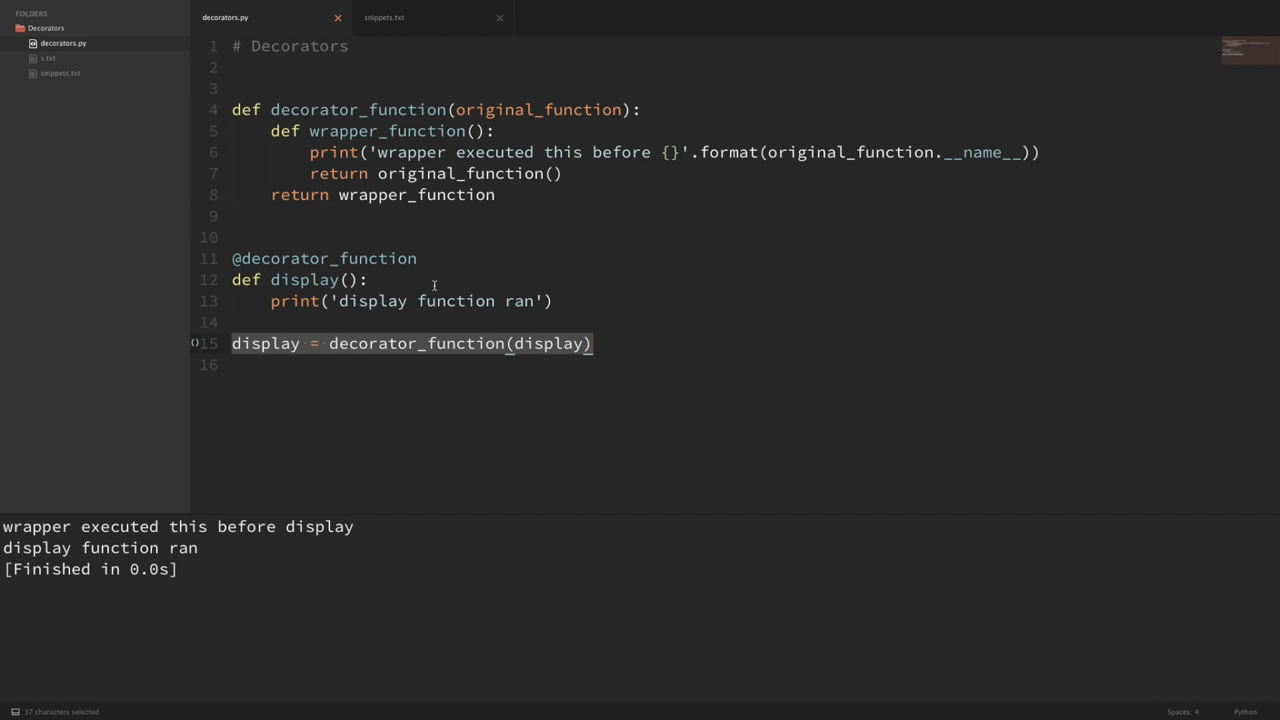 FOLDERS
Decorators
decorators.py
s.txt
snippets.txt
decorators.py
snippets.txt
1 # Decorators
2
3
4 def decorator_function(original_function):
5     def wrapper_function():
6         print('wrapper executed this before {}'.format(original_function.__name__))
7         return original_function()
8     return wrapper_function
9
10
11 @decorator_function
12 def display():
13     print('display function ran')
14
15 display = decorator_function(display)
16
wrapper executed this before display
display function ran
[Finished in 0.0s]
37 characters selected
Spaces: 4
Python